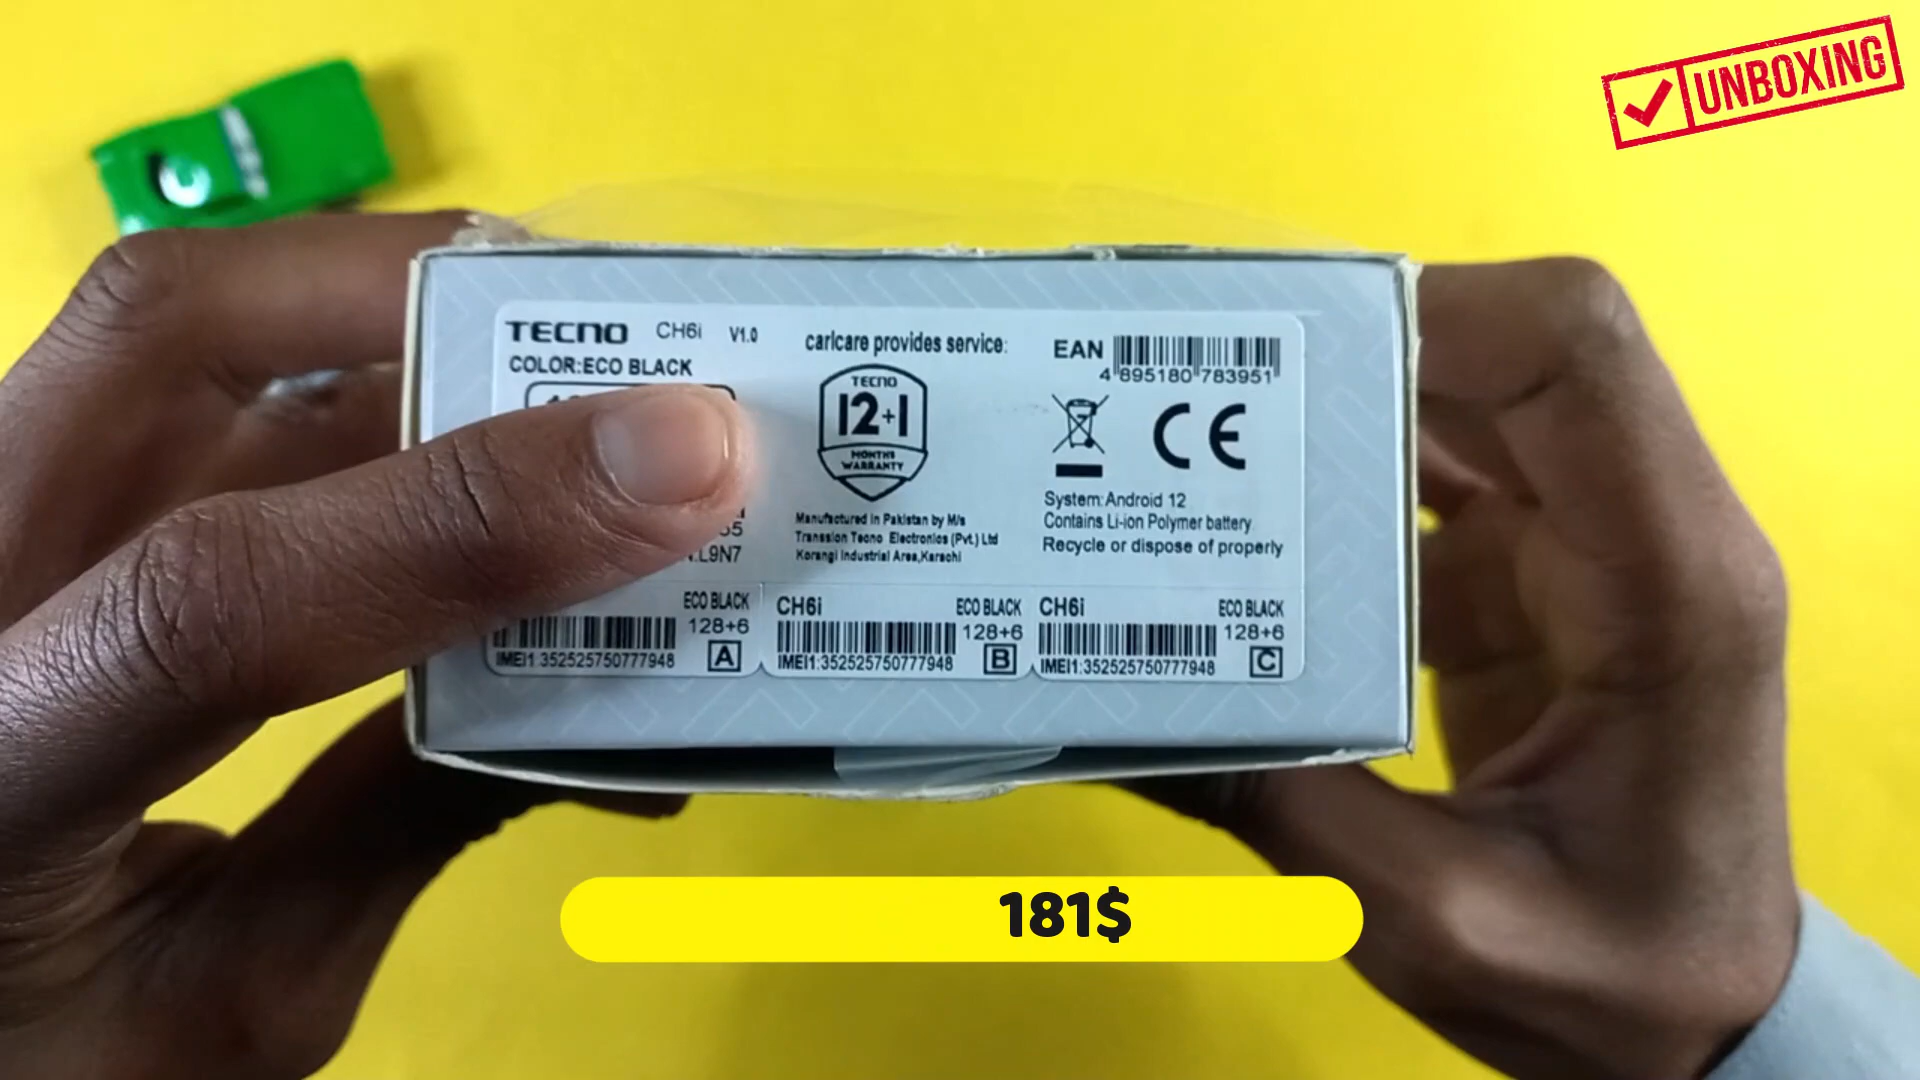 UNBOXING
TECNO CH6i V1.0
COLOR:ECO BLACK
carlcare provides service:
TECNO
12+1
MONTHS
WARRANTY
EAN
4 895180 783951
CE
Manufactured in Pakistan by M/s
Transsion Tecno Electronics (Pvt.) Ltd
Korangi Industrial Area,Karachi
System:Android 12
Contains Li-ion Polymer battery
Recycle or dispose of properly
ECO BLACK
128+6
IMEI1:352525750777948 A
CH6i ECO BLACK
128+6
IMEI1:352525750777948 B
CH6i ECO BLACK
128+6
IMEI1:352525750777948 C
181$